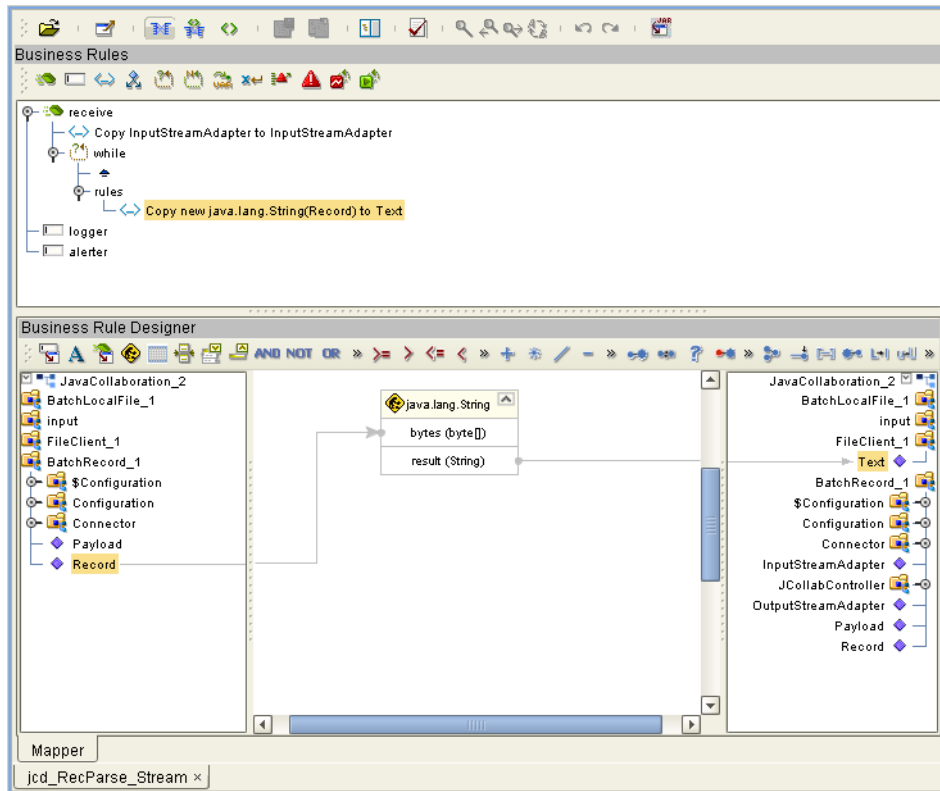 JAR
Business Rules
receive
Copy InputStreamAdapter to InputStreamAdapter
while
rules
Copy new java.lang.String(Record) to Text
logger
alerter
Business Rule Designer
A AND NOT OR » >= > <= < » + * / - » ? » »
JavaCollaboration_2
BatchLocalFile_1
input
FileClient_1
BatchRecord_1
$Configuration
Configuration
Connector
Payload
Record
java.lang.String
bytes (byte[])
result (String)
JavaCollaboration_2
BatchLocalFile_1
input
FileClient_1
Text
BatchRecord_1
$Configuration
Configuration
Connector
InputStreamAdapter
JCollabController
OutputStreamAdapter
Payload
Record
Mapper
jcd_RecParse_Stream ×